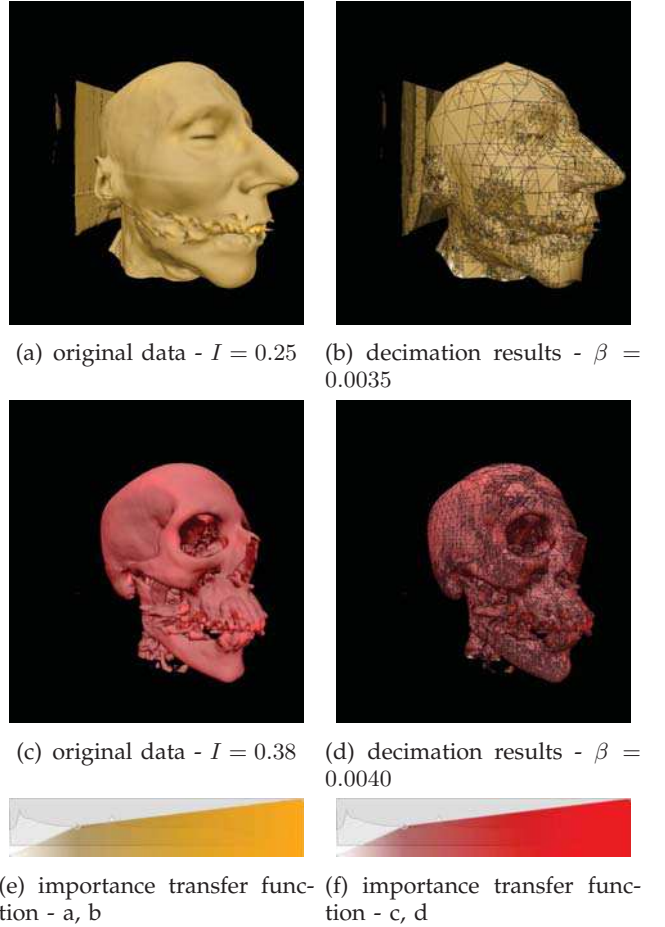 (a) original data - I = 0.25
(b) decimation results - β =
0.0035
(c) original data - I = 0.38
(d) decimation results - β =
0.0040
(e) importance transfer func-
tion - a, b
(f) importance transfer func-
tion - c, d